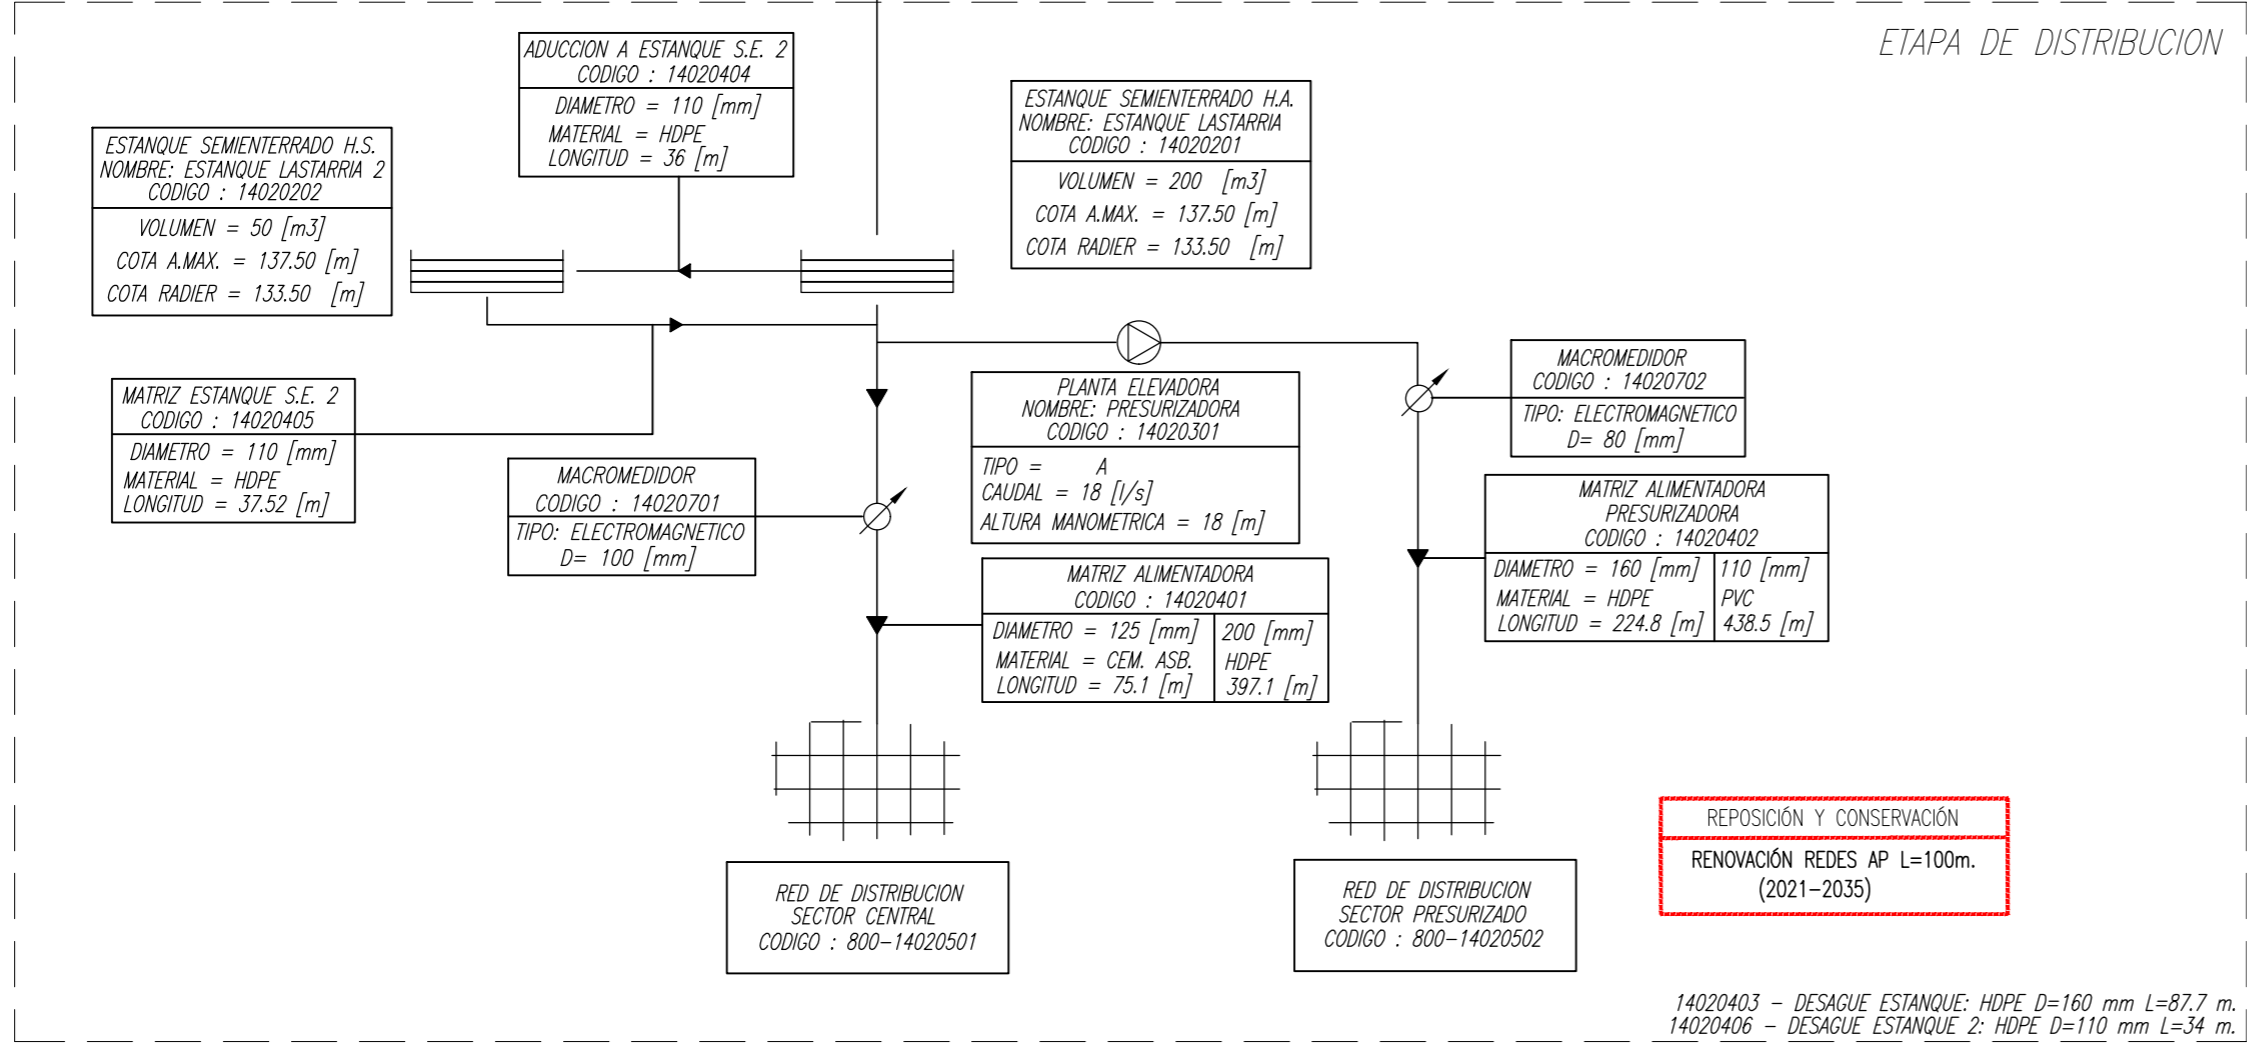 ETAPA DE DISTRIBUCION
ADUCCION A ESTANQUE S.E. 2
CODIGO : 14020404
DIAMETRO = 110 [mm]
MATERIAL = HDPE
LONGITUD = 36 [m]
ESTANQUE SEMIENTERRADO H.A.
NOMBRE: ESTANQUE LASTARRIA
CODIGO : 14020201
VOLUMEN = 200 [m3]
COTA A.MAX. = 137.50 [m]
COTA RADIER = 133.50 [m]
ESTANQUE SEMIENTERRADO H.S.
NOMBRE: ESTANQUE LASTARRIA 2
CODIGO : 14020202
VOLUMEN = 50 [m3]
COTA A.MAX. = 137.50 [m]
COTA RADIER = 133.50 [m]
MATRIZ ESTANQUE S.E. 2
CODIGO : 14020405
DIAMETRO = 110 [mm]
MATERIAL = HDPE
LONGITUD = 37.52 [m]
MACROMEDIDOR
CODIGO : 14020701
TIPO: ELECTROMAGNETICO
D= 100 [mm]
PLANTA ELEVADORA
NOMBRE: PRESURIZADORA
CODIGO : 14020301
TIPO = A
CAUDAL = 18 [l/s]
ALTURA MANOMETRICA = 18 [m]
MACROMEDIDOR
CODIGO : 14020702
TIPO: ELECTROMAGNETICO
D= 80 [mm]
MATRIZ ALIMENTADORA
PRESURIZADORA
CODIGO : 14020402
DIAMETRO = 160 [mm] 110 [mm]
MATERIAL = HDPE PVC
LONGITUD = 224.8 [m] 438.5 [m]
MATRIZ ALIMENTADORA
CODIGO : 14020401
DIAMETRO = 125 [mm] 200 [mm]
MATERIAL = CEM. ASB. HDPE
LONGITUD = 75.1 [m] 397.1 [m]
RED DE DISTRIBUCION
SECTOR CENTRAL
CODIGO : 800-14020501
RED DE DISTRIBUCION
SECTOR PRESURIZADO
CODIGO : 800-14020502
REPOSICIÓN Y CONSERVACIÓN
RENOVACIÓN REDES AP L=100m.
(2021-2035)
14020403 - DESAGUE ESTANQUE: HDPE D=160 mm L=87.7 m.
14020406 - DESAGUE ESTANQUE 2: HDPE D=110 mm L=34 m.